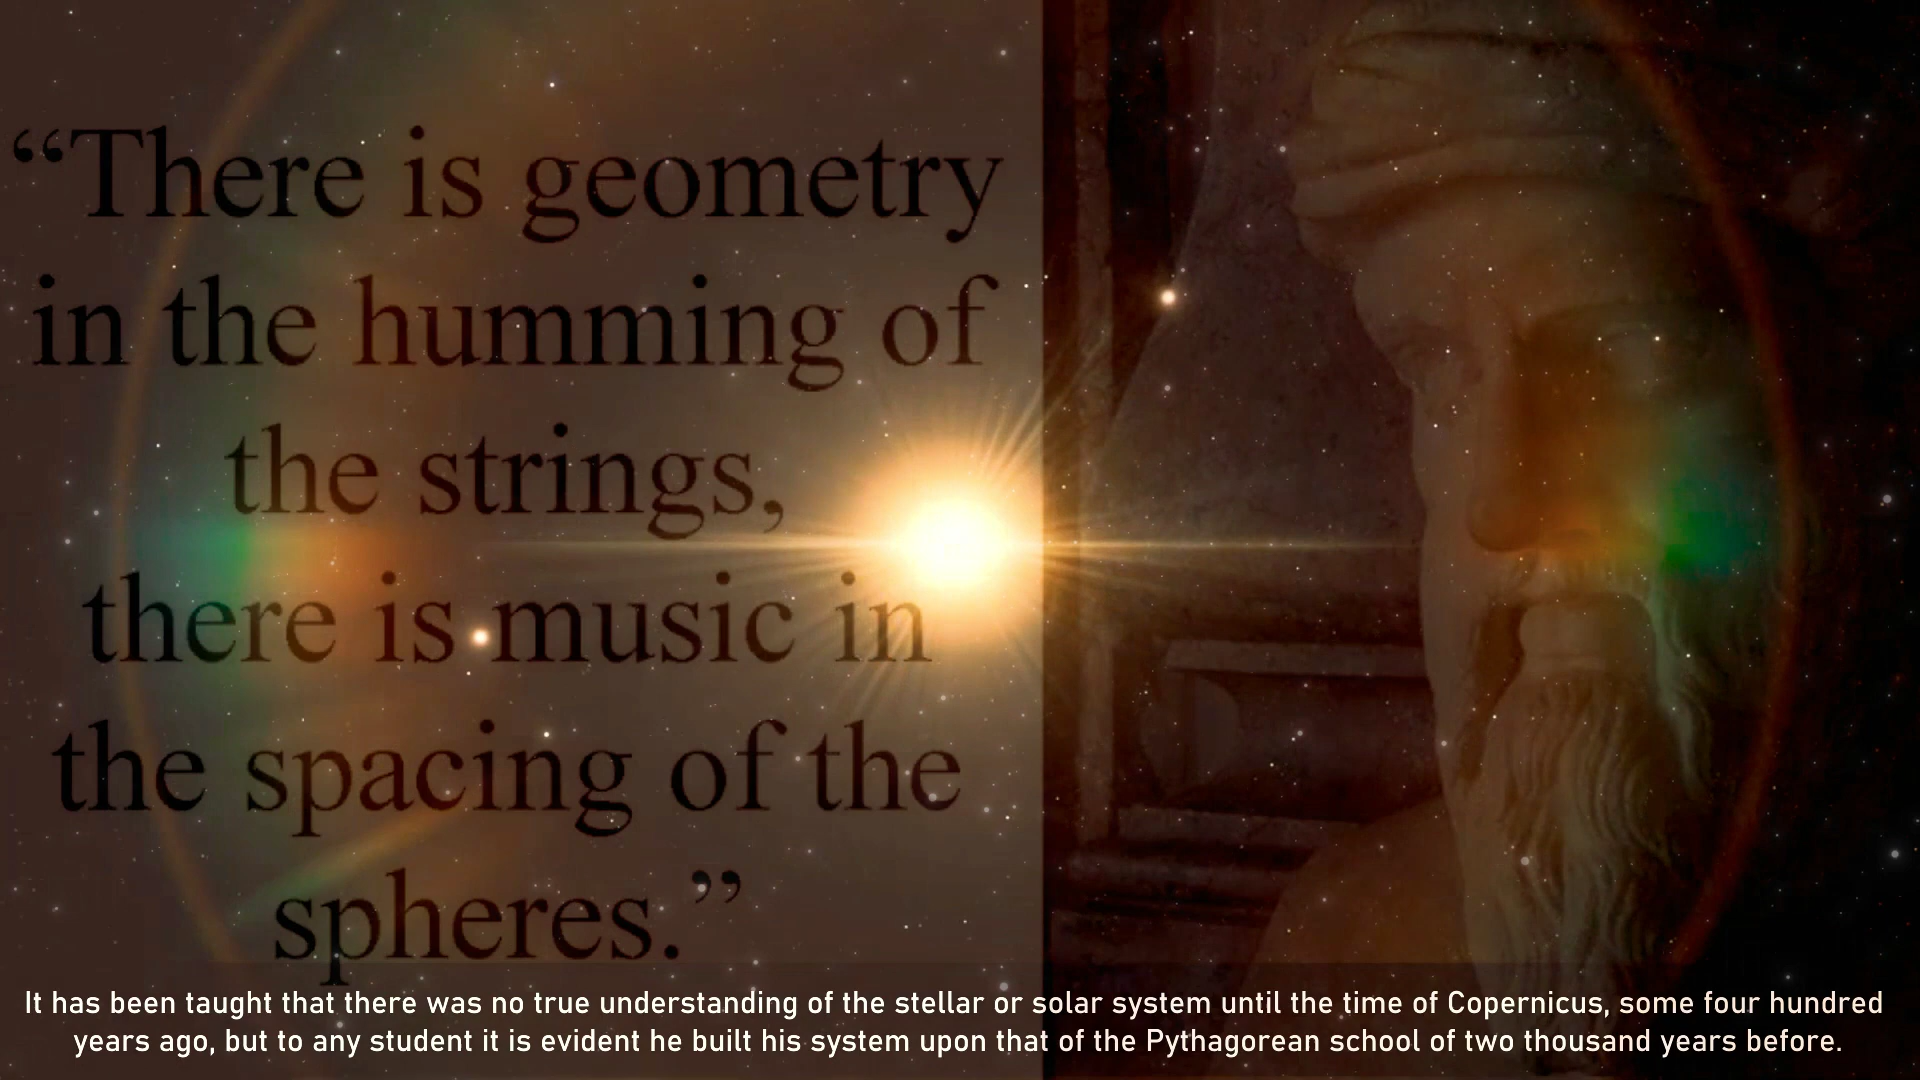 “There is geometry
in the humming of
the strings,
there is music in
the spacing of the
spheres.”
It has been taught that there was no true understanding of the stellar or solar system until the time of Copernicus, some four hundred
years ago, but to any student it is evident he built his system upon that of the Pythagorean school of two thousand years before.